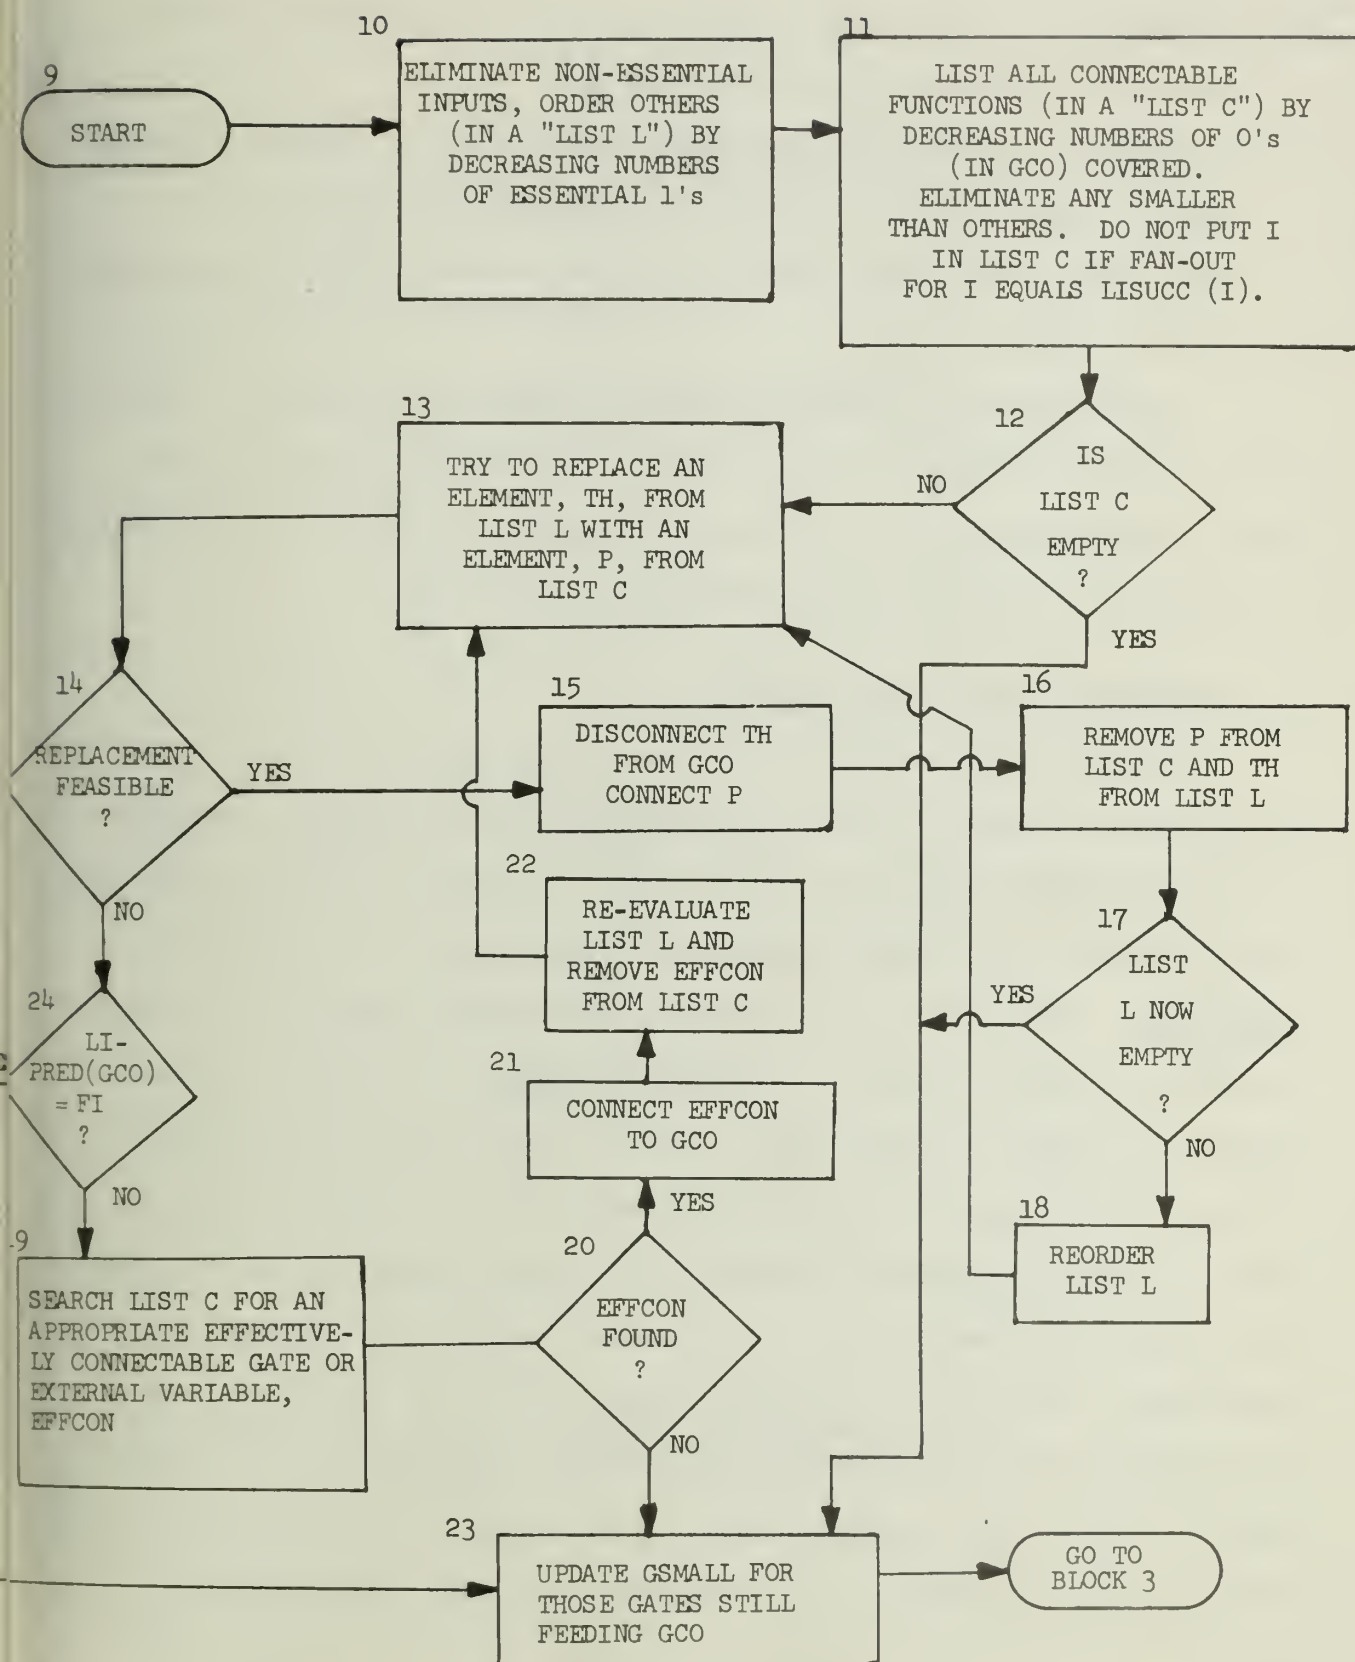 9
START
10
ELIMINATE NON-ESSENTIAL
INPUTS, ORDER OTHERS
(IN A "LIST L") BY
DECREASING NUMBERS
OF ESSENTIAL 1's
11
LIST ALL CONNECTABLE
FUNCTIONS (IN A "LIST C") BY
DECREASING NUMBERS OF O's
(IN GCO) COVERED.
ELIMINATE ANY SMALLER
THAN OTHERS. DO NOT PUT I
IN LIST C IF FAN-OUT
FOR I EQUALS LISUCC (I).
12
IS
LIST C
EMPTY
?
NO
YES
13
TRY TO REPLACE AN
ELEMENT, TH, FROM
LIST L WITH AN
ELEMENT, P, FROM
LIST C
14
REPLACEMENT
FEASIBLE
?
YES
NO
15
DISCONNECT TH
FROM GCO
CONNECT P
16
REMOVE P FROM
LIST C AND TH
FROM LIST L
17
LIST
L NOW
EMPTY
?
YES
NO
18
REORDER
LIST L
22
RE-EVALUATE
LIST L AND
REMOVE EFFCON
FROM LIST C
21
CONNECT EFFCON
TO GCO
YES
20
EFFCON
FOUND
?
NO
24
LI-
PRED(GCO)
= FI
?
NO
9
SEARCH LIST C FOR AN
APPROPRIATE EFFECTIVE-
LY CONNECTABLE GATE OR
EXTERNAL VARIABLE,
EFFCON
23
UPDATE GSMALL FOR
THOSE GATES STILL
FEEDING GCO
GO TO
BLOCK 3